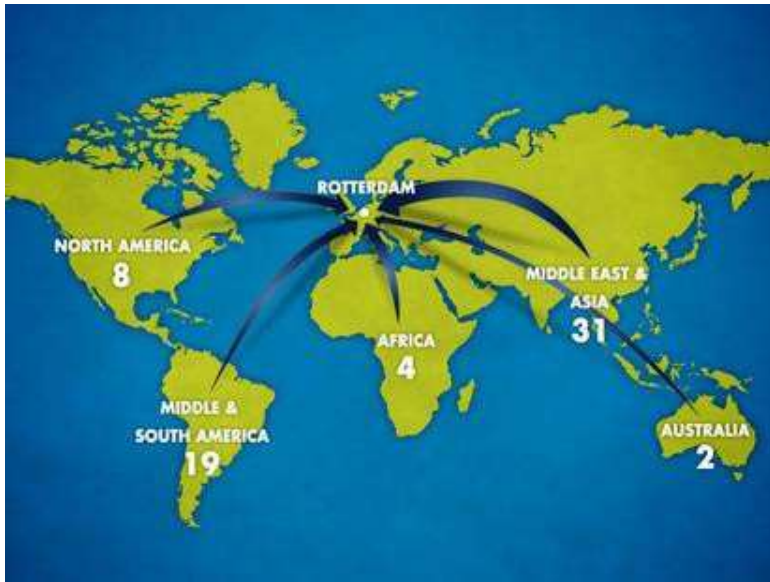 ROTTERDAM
NORTH AMERICA
8
MIDDLE EAST &
ASIA
31
AFRICA
4
MIDDLE &
SOUTH AMERICA
19
AUSTRALIA
2